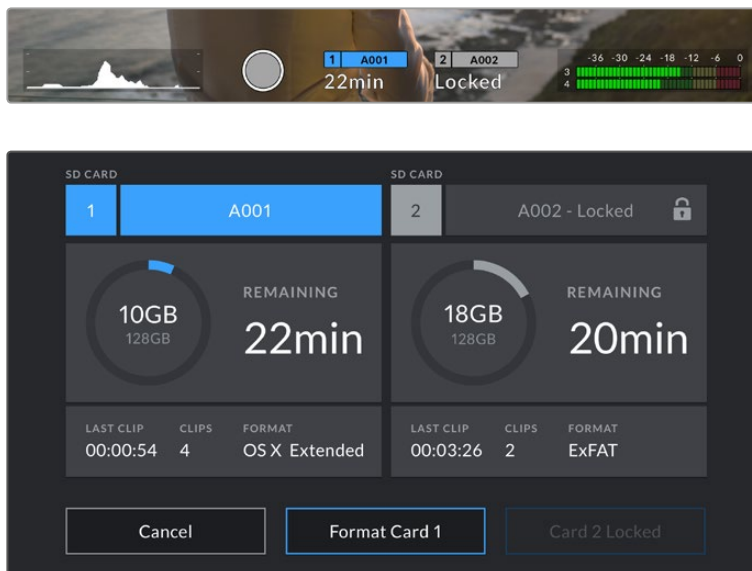 1 A001 2 A002
22min Locked
-36 -30 -24 -18 -12 -6 0
3
4
SD CARD SD CARD
1 A001 2 A002 - Locked
10GB
128GB
REMAINING
22min
18GB
128GB
REMAINING
20min
LAST CLIP CLIPS FORMAT
00:00:54 4 OS X Extended
LAST CLIP CLIPS FORMAT
00:03:26 2 ExFAT
Cancel Format Card 1 Card 2 Locked